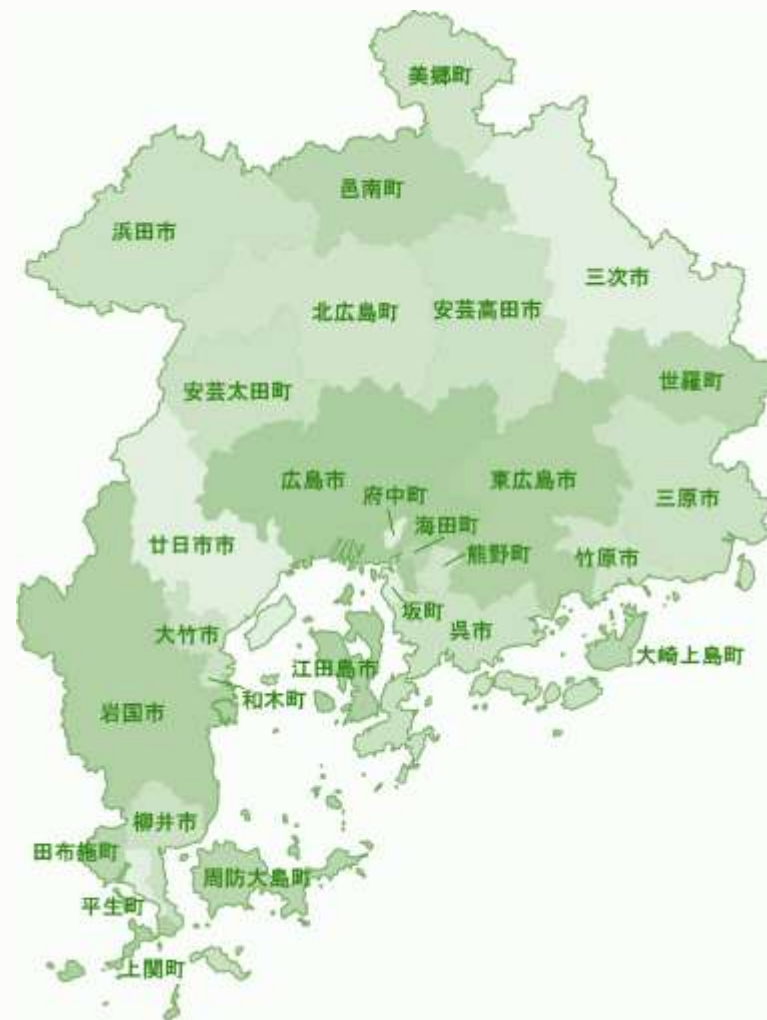 美郷町
邑南町
浜田市
三次市
北広島町
安芸高田市
世羅町
安芸太田町
広島市
東広島市
府中町
三原市
海田町
廿日市市
熊野町
竹原市
坂町
大竹市
呉市
大崎上島町
江田島市
和木町
岩国市
柳井市
田布施町
周防大島町
平生町
上関町